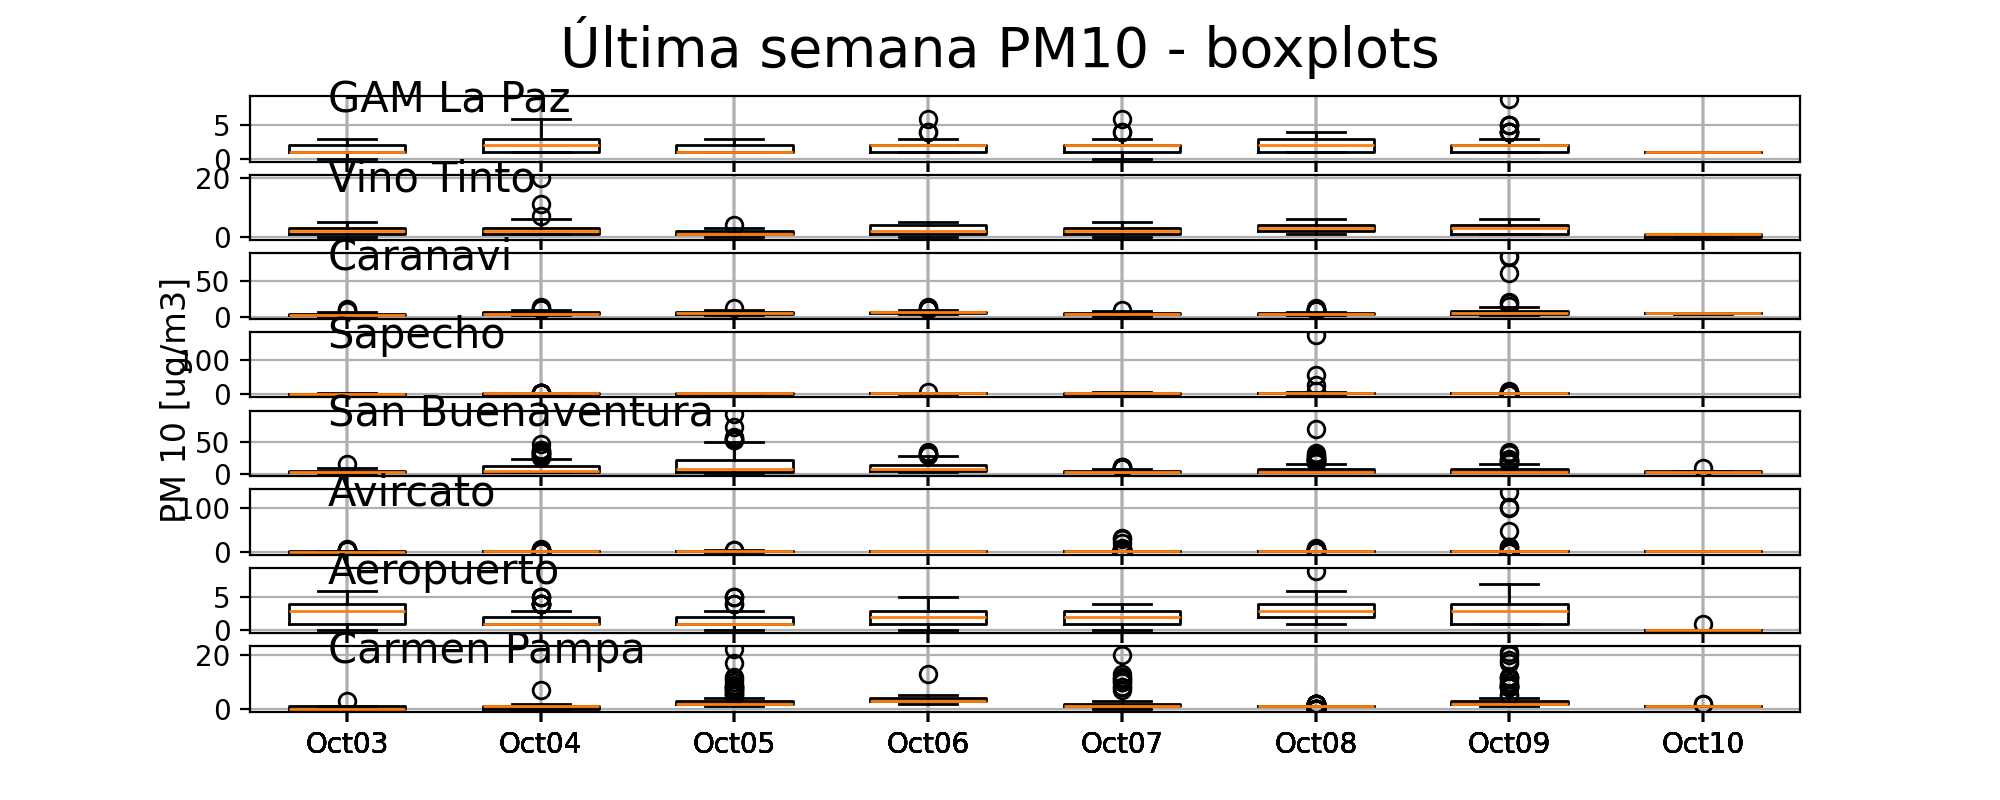 Última semana PM10 - boxplots
GAM La Paz
5
0
Vino Tinto
20
0
Caranavi
50
0
Sapecho
100
0
San Buenaventura
50
0
Avircato
100
0
Aeropuerto
5
0
Carmen Pampa
20
0
PM 10 [ug/m3]
Oct03 Oct04 Oct05 Oct06 Oct07 Oct08 Oct09 Oct10